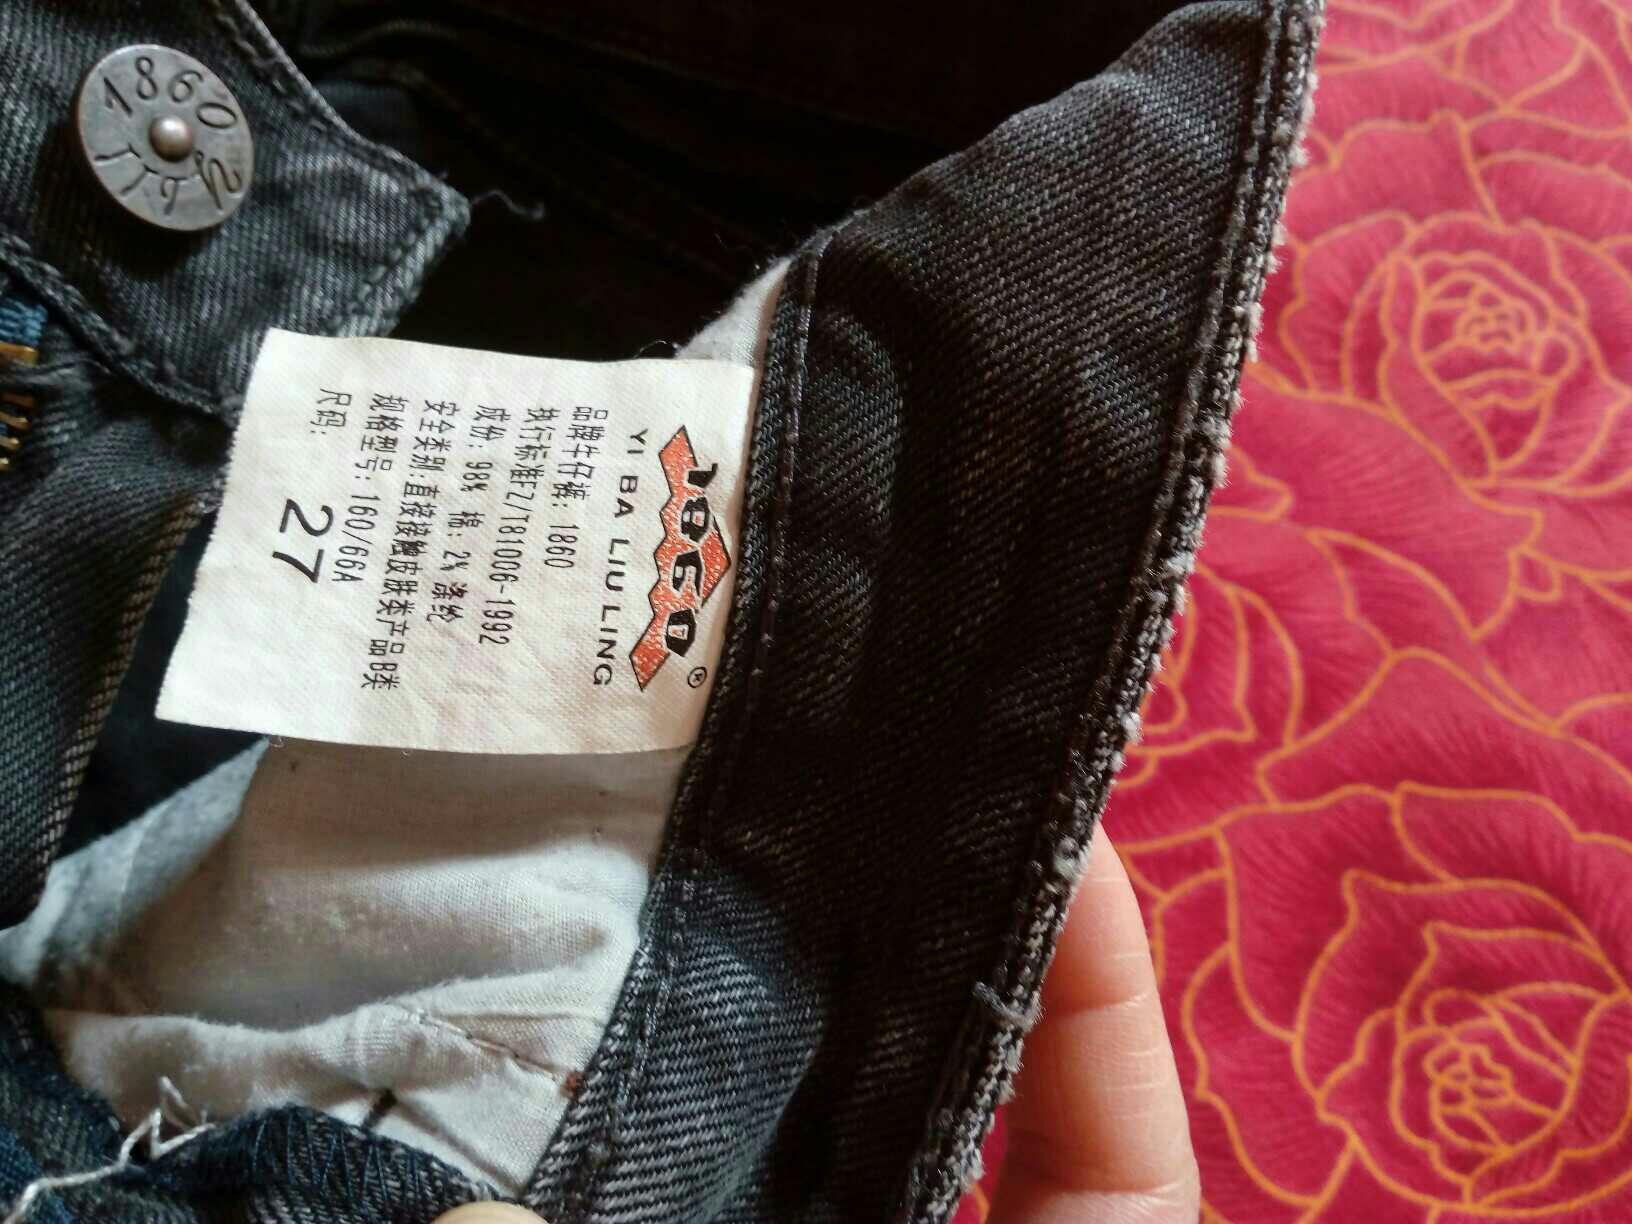 1860
JLLY
1860®
YI BA LIU LING
品牌牛仔裤: 1860
执行标准FZ/T81006-1992
成份: 98% 棉: 2% 涤纶
安全类别:直接接触皮肤类产品B类
规格型号: 160/66A
尺码:
27